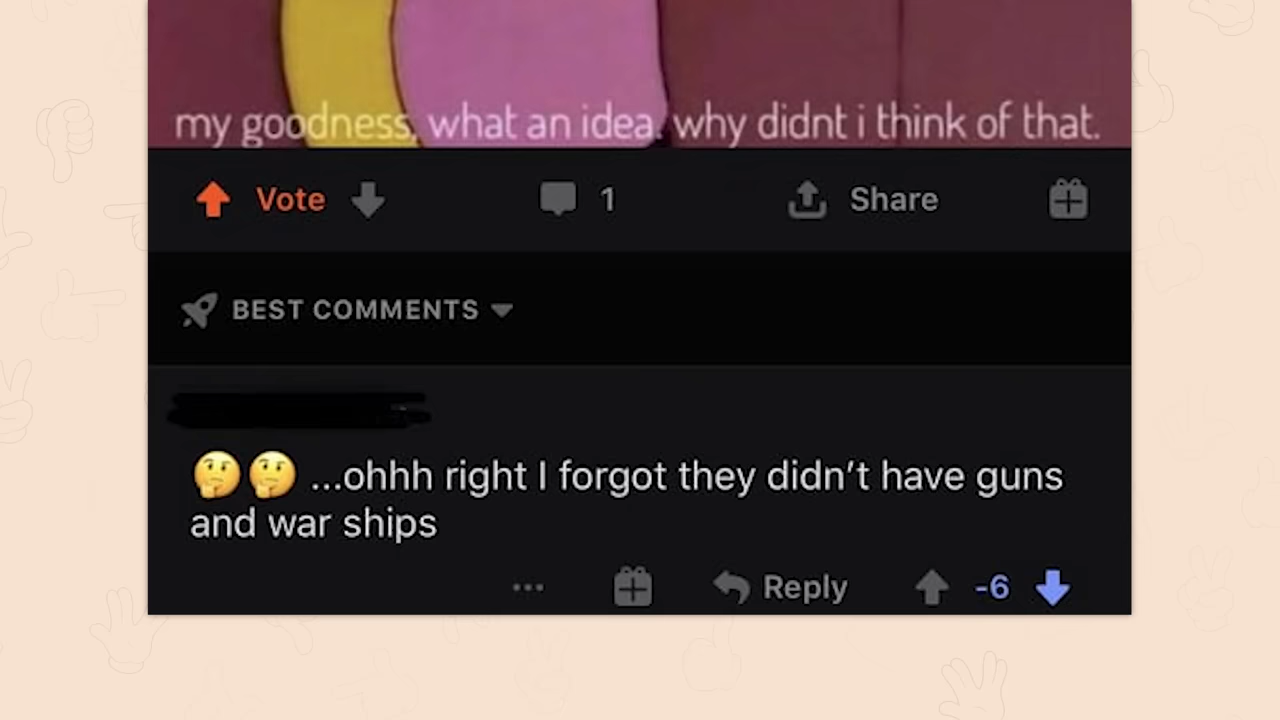 my goodness, what an idea, why didnt i think of that.
Vote
1
Share
BEST COMMENTS
🤔🤔 ...ohhh right I forgot they didn’t have guns
and war ships
... Reply -6